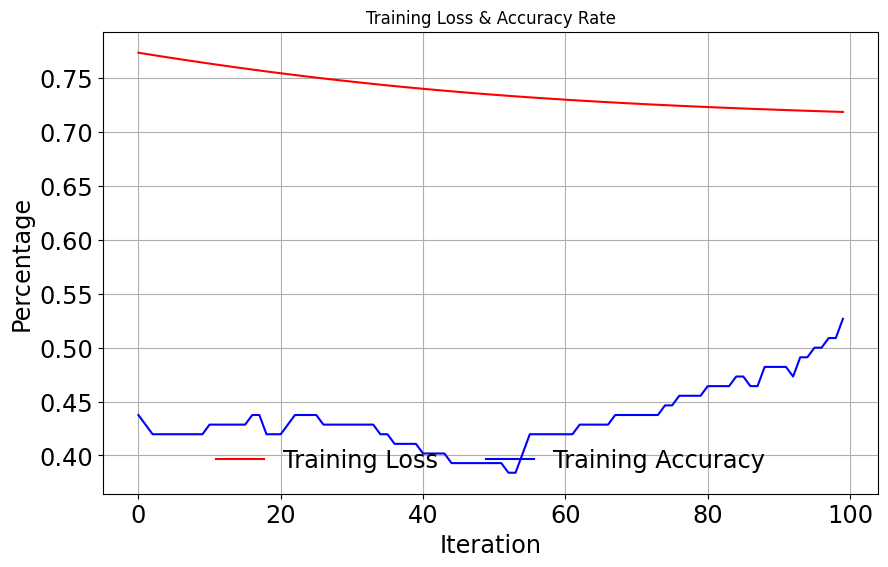 Training Loss & Accuracy Rate
Percentage
0.75
0.70
0.65
0.60
0.55
0.50
0.45
0.40
Training Loss
Training Accuracy
0
20
40
60
80
100
Iteration